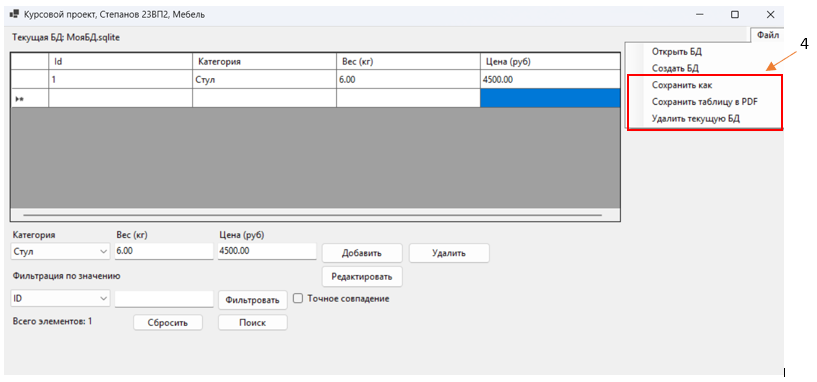 Курсовой проект, Степанов 23ВП2, Мебель
Текущая БД: МояБД.sqlite
Файл
4
Открыть БД
Создать БД
Сохранить как
Сохранить таблицу в PDF
Удалить текущую БД
Id Категория Вес (кг) Цена (руб)
1 Стул 6.00 4500.00
Категория Вес (кг) Цена (руб)
Стул 6.00 4500.00 Добавить Удалить
Фильтрация по значению Редактировать
ID Фильтровать Точное совпадение
Всего элементов: 1 Сбросить Поиск